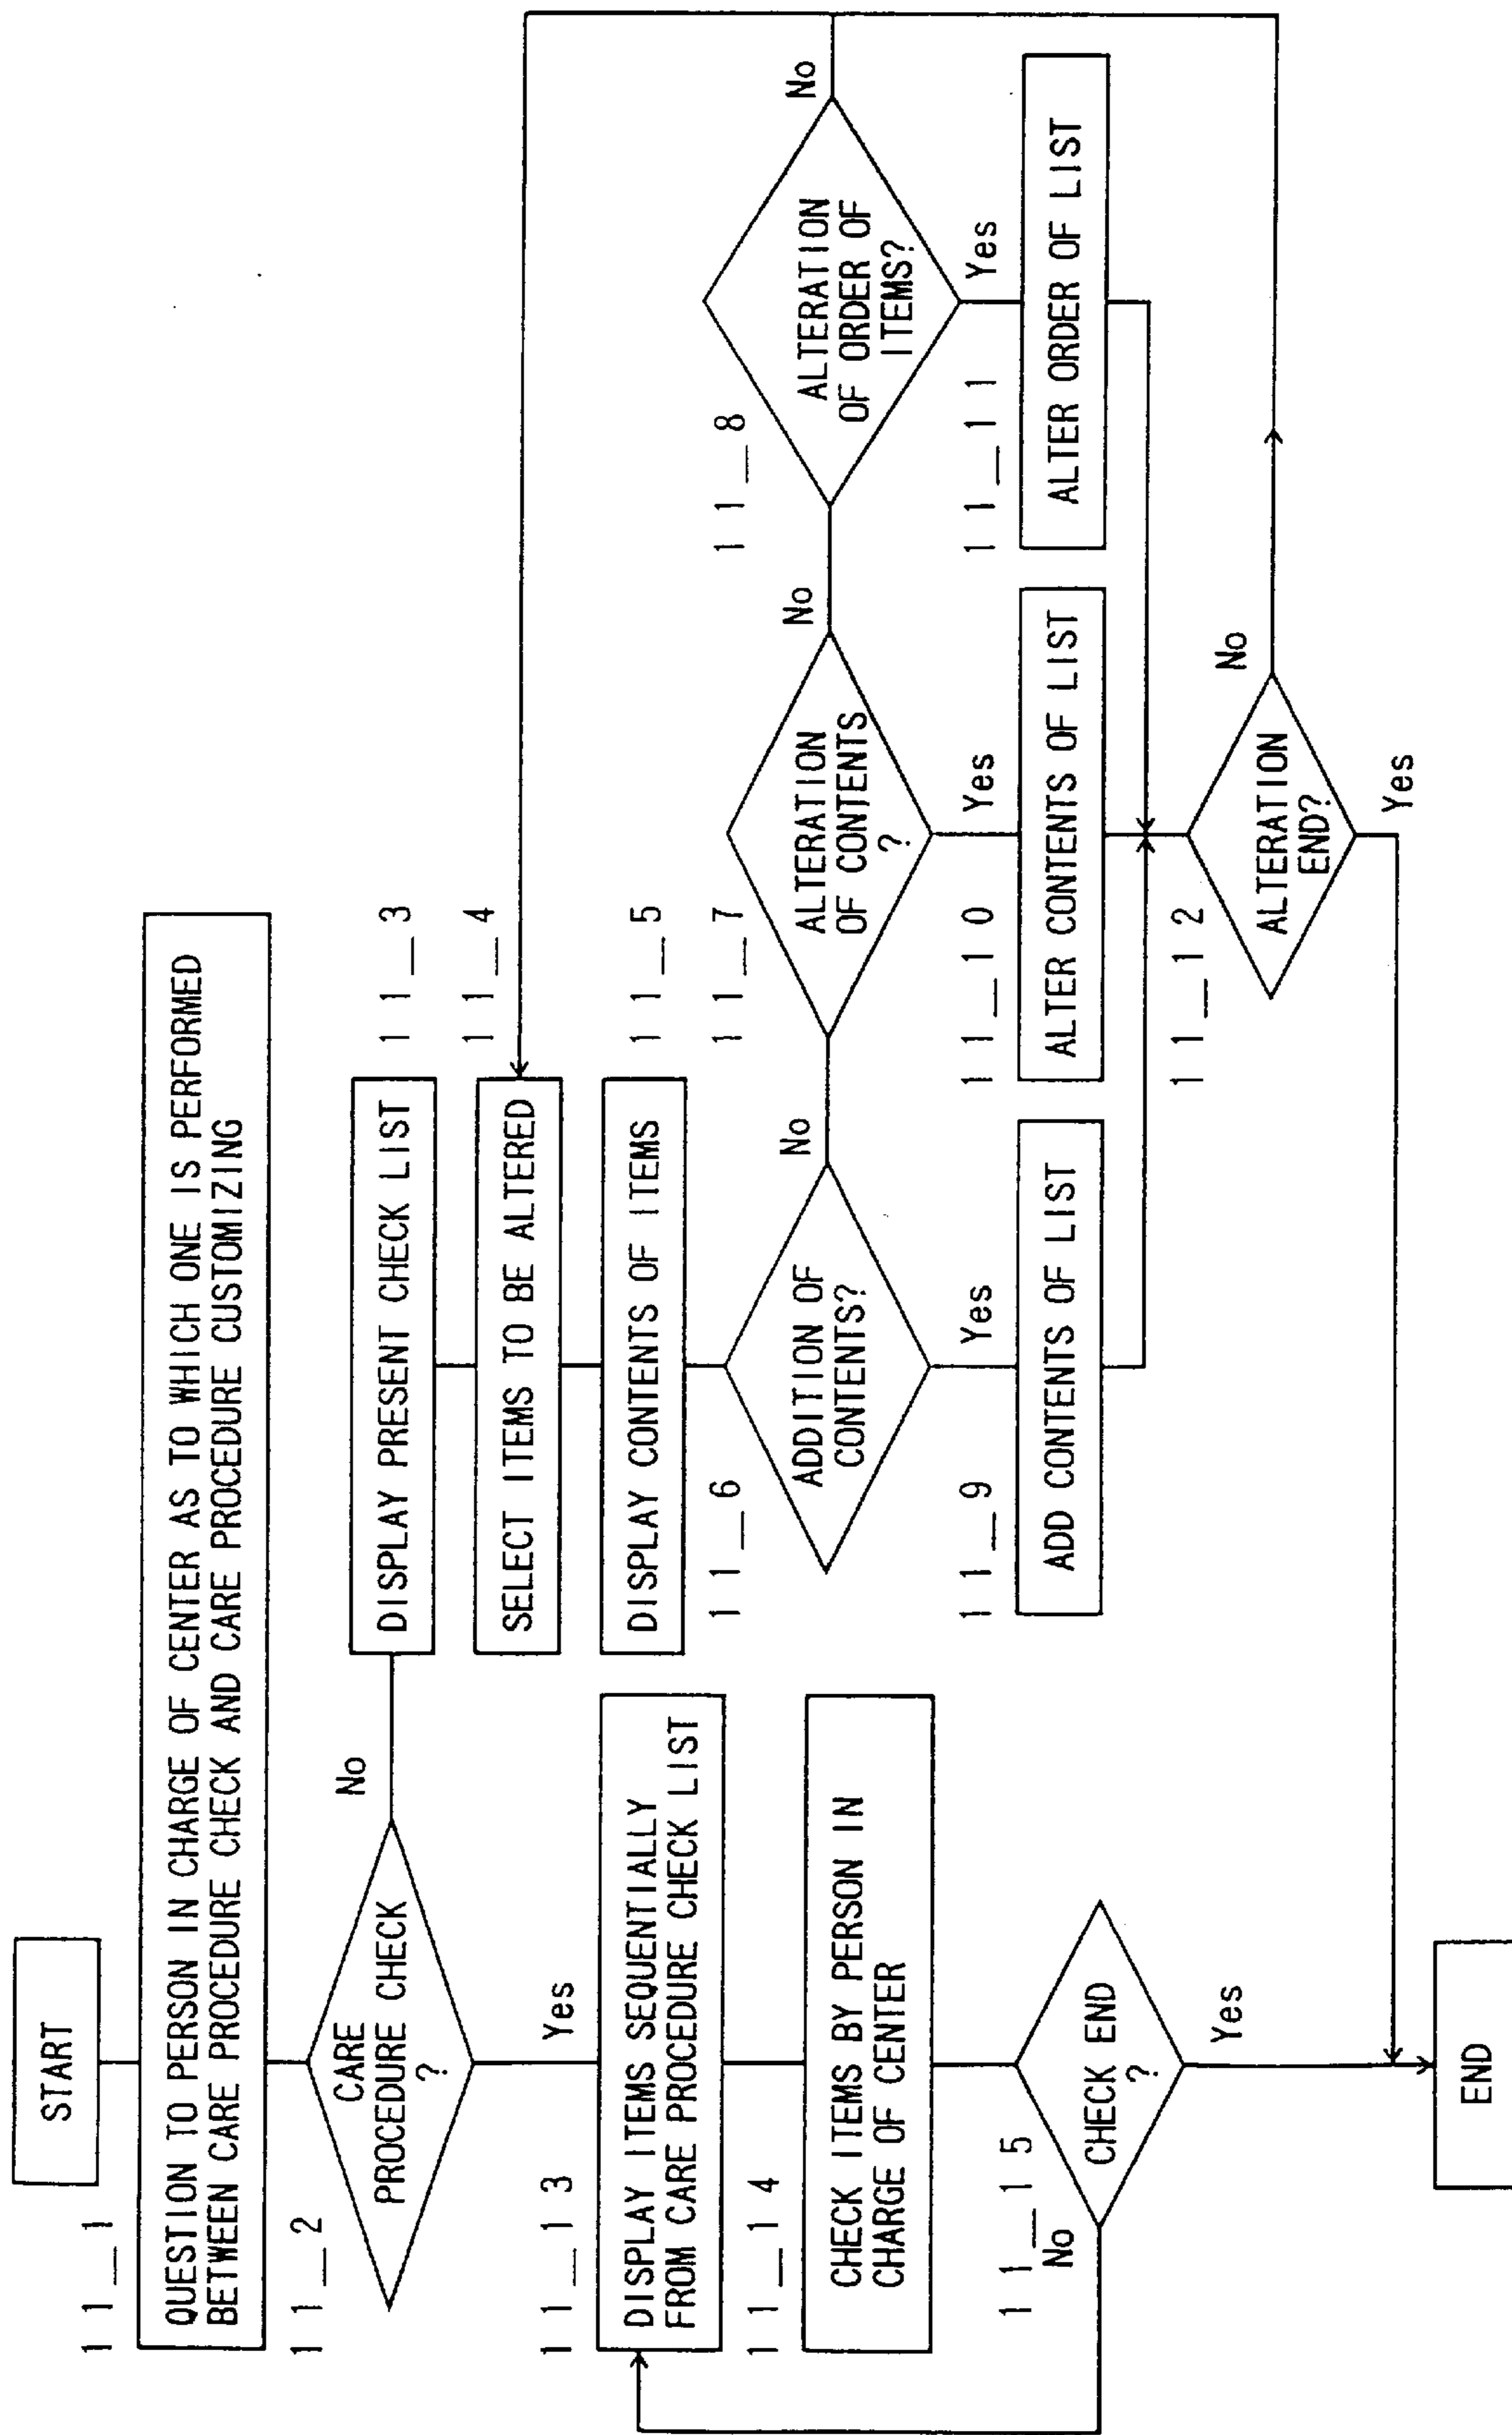 START
11_1
QUESTION TO PERSON IN CHARGE OF CENTER AS TO WHICH ONE IS PERFORMED
BETWEEN CARE PROCEDURE CHECK AND CARE PROCEDURE CUSTOMIZING
11_2
CARE
PROCEDURE CHECK
?
No
Yes
11_13
DISPLAY ITEMS SEQUENTIALLY
FROM CARE PROCEDURE CHECK LIST
11_14
CHECK ITEMS BY PERSON IN
CHARGE OF CENTER
11_15
No
CHECK END
?
Yes
END
11_3
DISPLAY PRESENT CHECK LIST
11_4
SELECT ITEMS TO BE ALTERED
11_5
DISPLAY CONTENTS OF ITEMS
11_6
ADDITION OF
CONTENTS?
No
Yes
11_9
ADD CONTENTS OF LIST
11_7
ALTERATION
OF CONTENTS
?
No
Yes
11_10
ALTER CONTENTS OF LIST
11_8
ALTERATION
OF ORDER OF
ITEMS?
No
Yes
11_11
ALTER ORDER OF LIST
11_12
ALTERATION
END?
No
Yes